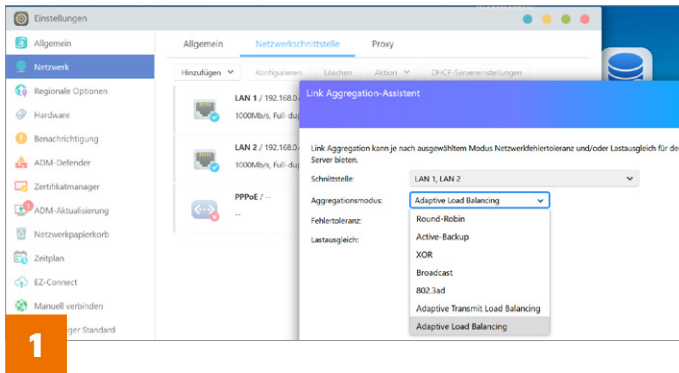 Einstellungen
Allgemein
Netzwerk
Regionale Optionen
Hardware
Benachrichtigung
ADM-Defender
Zertifikatmanager
ADM-Aktualisierung
Netzwerkpapierkorb
Zeitplan
EZ-Connect
Manuell verbinden
ger Standard
Allgemein Netzwerkschnittstelle Proxy
Hinzufügen Konfigurieren Löschen Aktion DHCP-Servereinstellungen
LAN 1 / 192.168.0.
1000Mb/s, Full-dup
LAN 2 / 192.168.0.
1000Mb/s, Full-dup
PPPoE / --
--
Link Aggregation-Assistent
Link Aggregation kann je nach ausgewähltem Modus Netzwerkfehlertoleranz und/oder Lastausgleich für de
Server bieten.
Schnittstelle: LAN 1, LAN 2
Aggregationsmodus: Adaptive Load Balancing
Fehlertoleranz:
Lastausgleich:
Round-Robin
Active-Backup
XOR
Broadcast
802.3ad
Adaptive Transmit Load Balancing
Adaptive Load Balancing
1